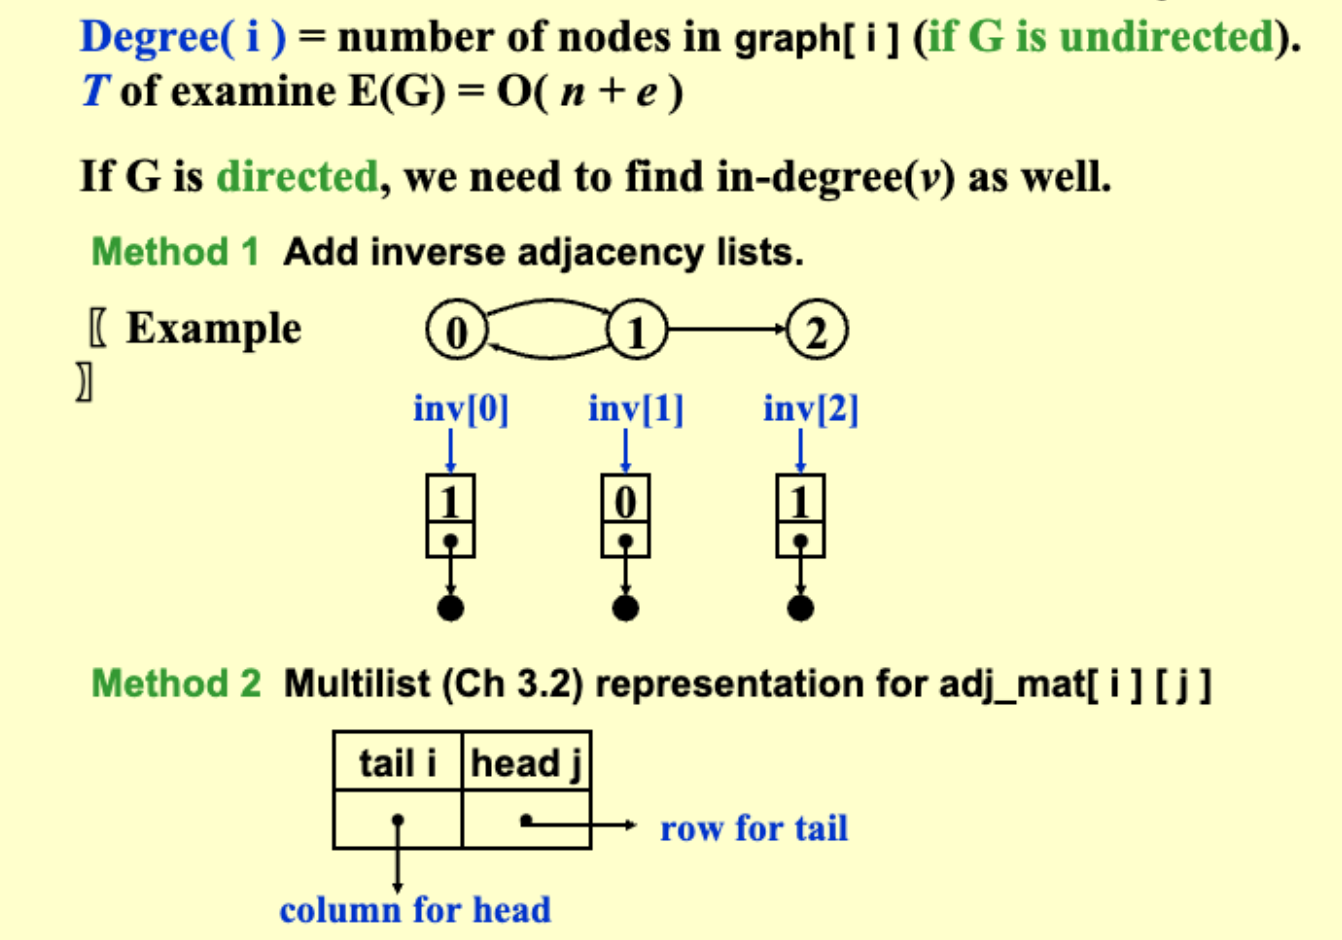 Degree( i ) = number of nodes in graph[ i ] (if G is undirected).
T of examine E(G) = O( n + e )
If G is directed, we need to find in-degree(v) as well.
Method 1 Add inverse adjacency lists.
〖 Example
〗
0 1 2
inv[0] inv[1] inv[2]
1 0 1
Method 2 Multilist (Ch 3.2) representation for adj_mat[ i ] [ j ]
tail i head j
row for tail
column for head